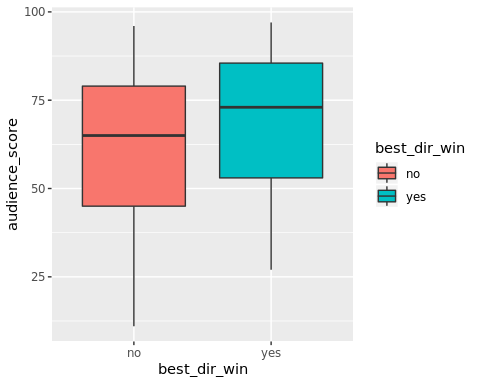 100
75
50
25
audience_score
no
yes
best_dir_win
best_dir_win
no
yes